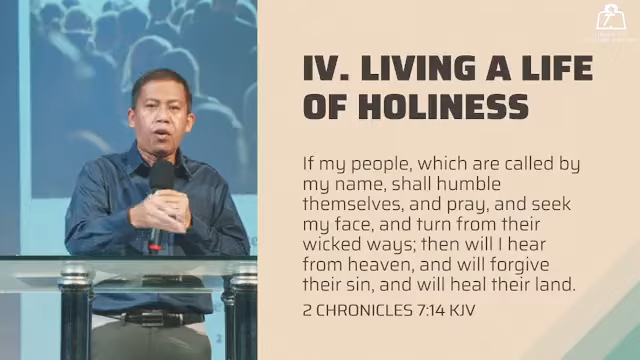 IV. LIVING A LIFE
OF HOLINESS
If my people, which are called by
my name, shall humble
themselves, and pray, and seek
my face, and turn from their
wicked ways; then will I hear
from heaven, and will forgive
their sin, and will heal their land.
2 CHRONICLES 7:14 KJV